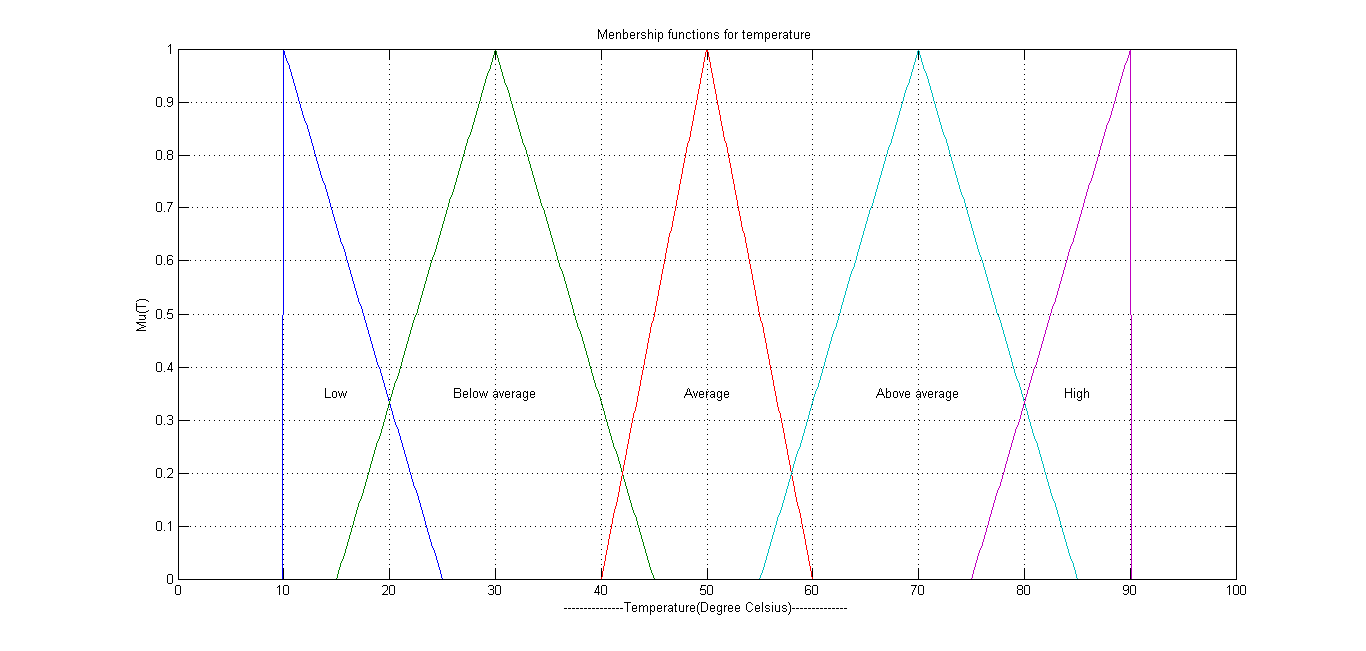 Menbership functions for temperature
1
0.9
0.8
0.7
0.6
0.5
0.4
0.3
0.2
0.1
0
Mu(T)
Low
Below average
Average
Above average
High
0 10 20 30 40 50 60 70 80 90 100
---------------Temperature(Degree Celsius)--------------